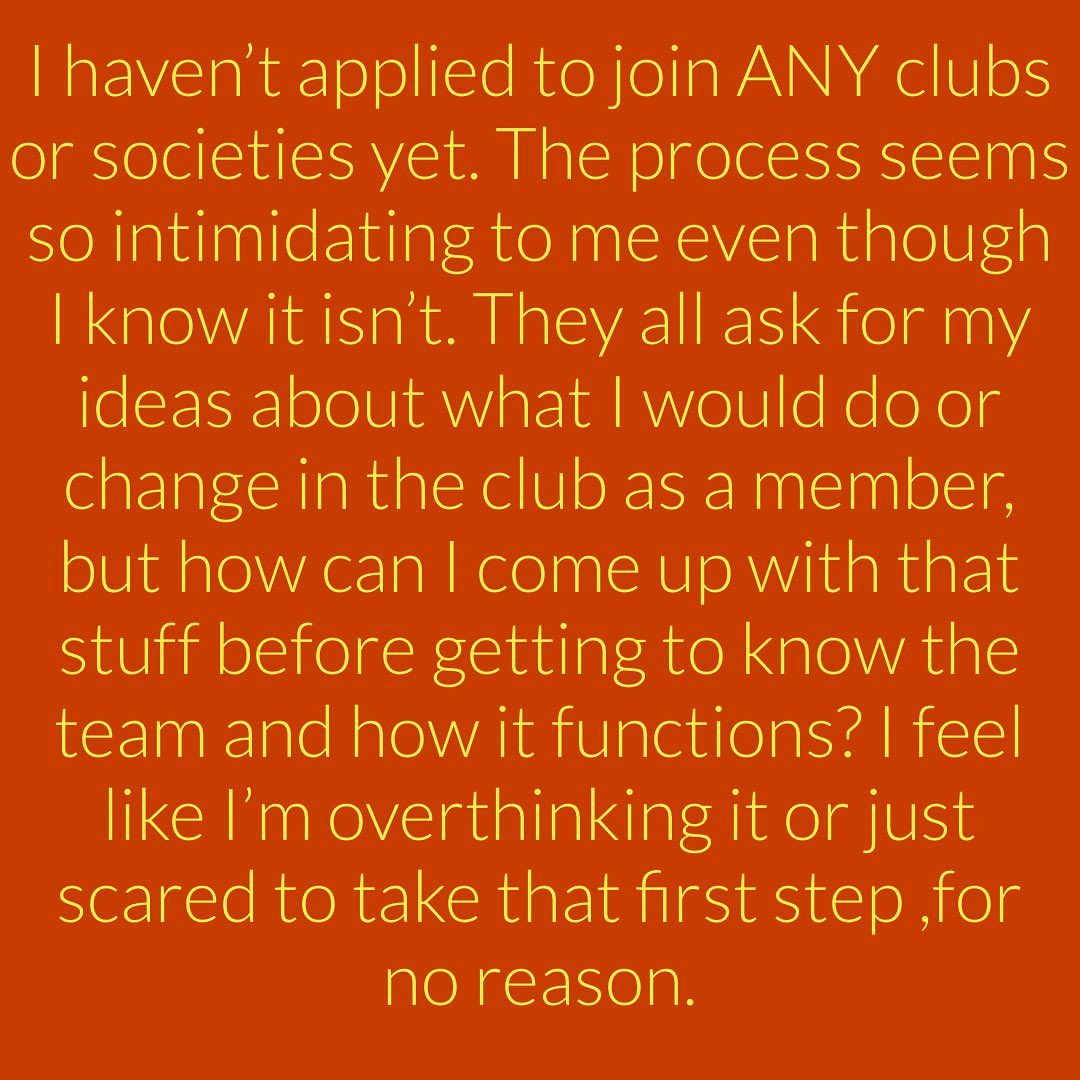 I haven’t applied to join ANY clubs
or societies yet. The process seems
so intimidating to me even though
I know it isn’t. They all ask for my
ideas about what I would do or
change in the club as a member,
but how can I come up with that
stuff before getting to know the
team and how it functions? I feel
like I’m overthinking it or just
scared to take that first step ,for
no reason.